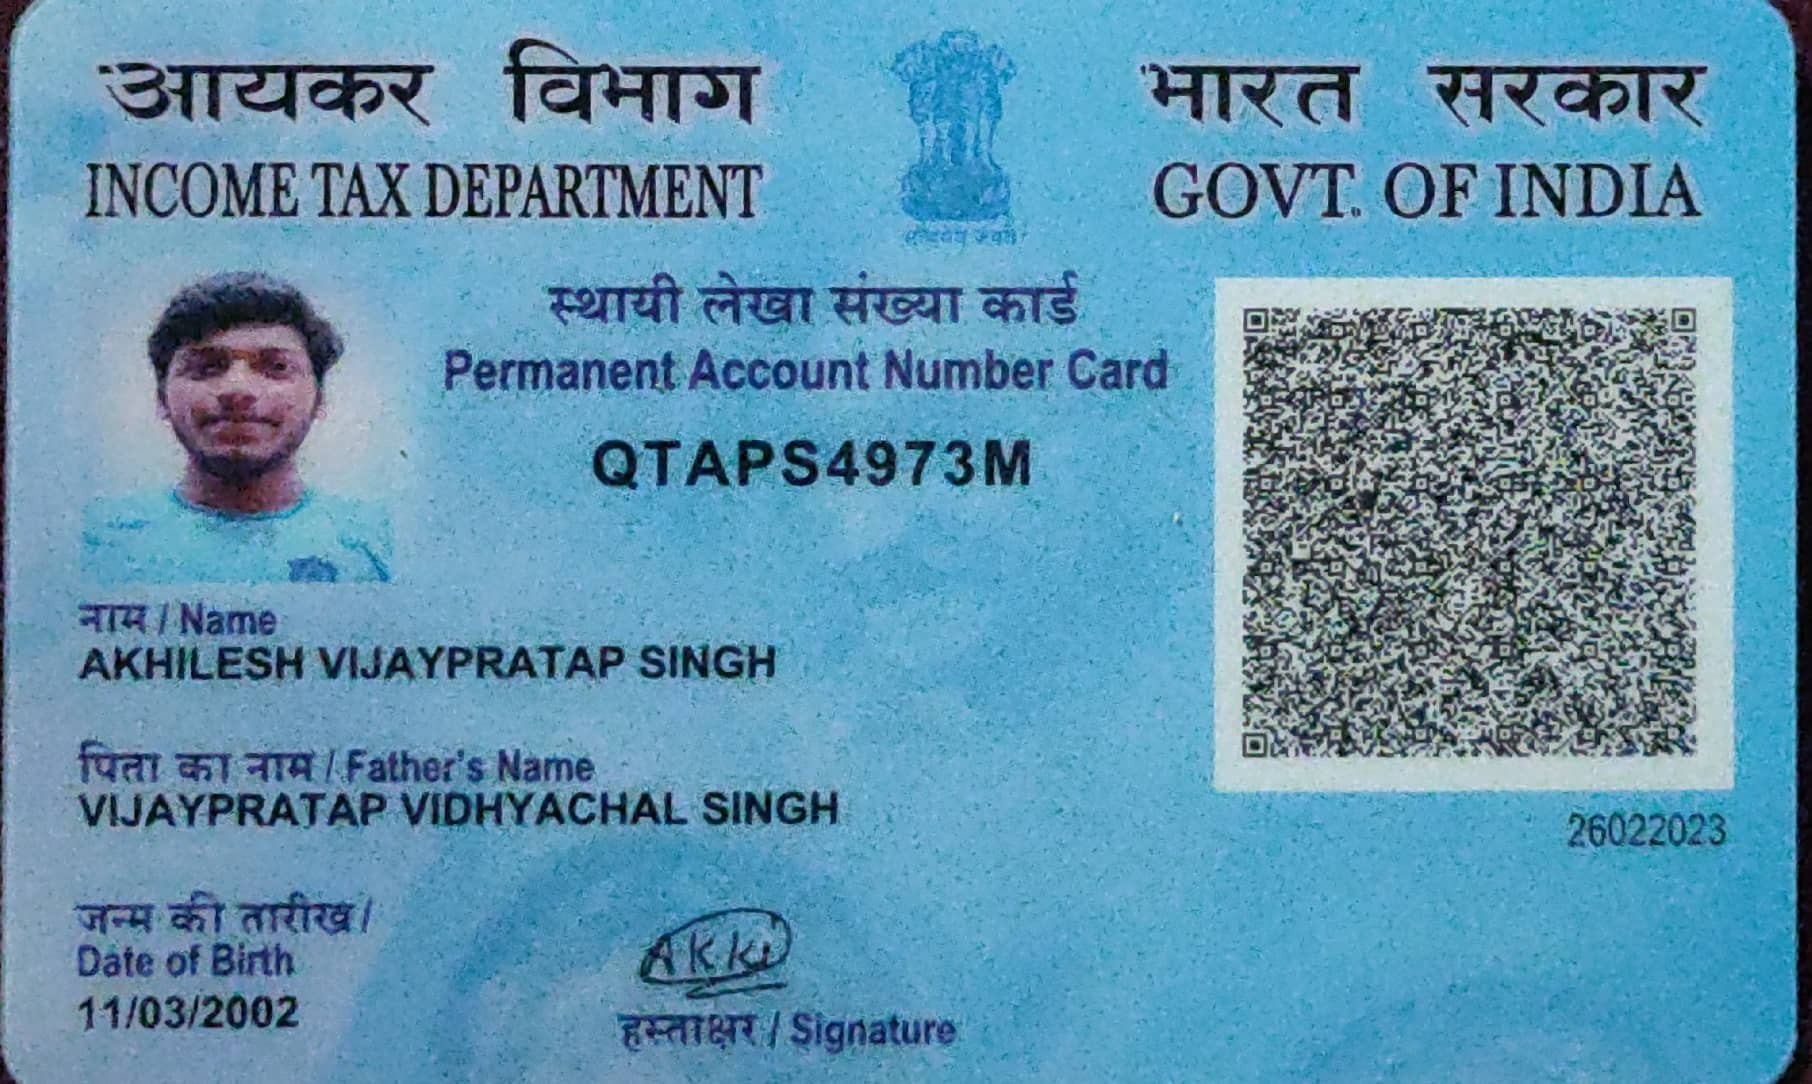 आयकर विभाग
INCOME TAX DEPARTMENT
भारत सरकार
GOVT. OF INDIA
सत्यमेव जयते
स्थायी लेखा संख्या कार्ड
Permanent Account Number Card
QTAPS4973M
नाम / Name
AKHILESH VIJAYPRATAP SINGH
पिता का नाम / Father's Name
VIJAYPRATAP VIDHYACHAL SINGH
26022023
जन्म की तारीख /
Date of Birth
11/03/2002
AKKi
हस्ताक्षर / Signature